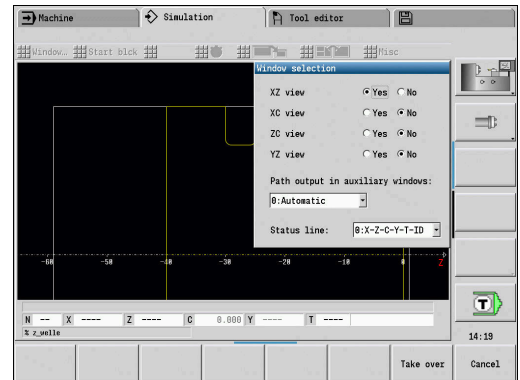 Machine
Simulation
Tool editor
Window...
Start blck
Misc
Windov selection
XZ view
Yes
No
XC view
Yes
No
ZC view
Yes
No
YZ view
Yes
No
Path output in auxiliary windows:
0:Automatic
Status line:
0:X-Z-C-Y-T-ID
-60
-50
-40
-30
-20
-10
0
Z
N -- X ---- Z ---- C 0.000 Y ---- T ----
% z_welle
T
14:19
Take over
Cancel